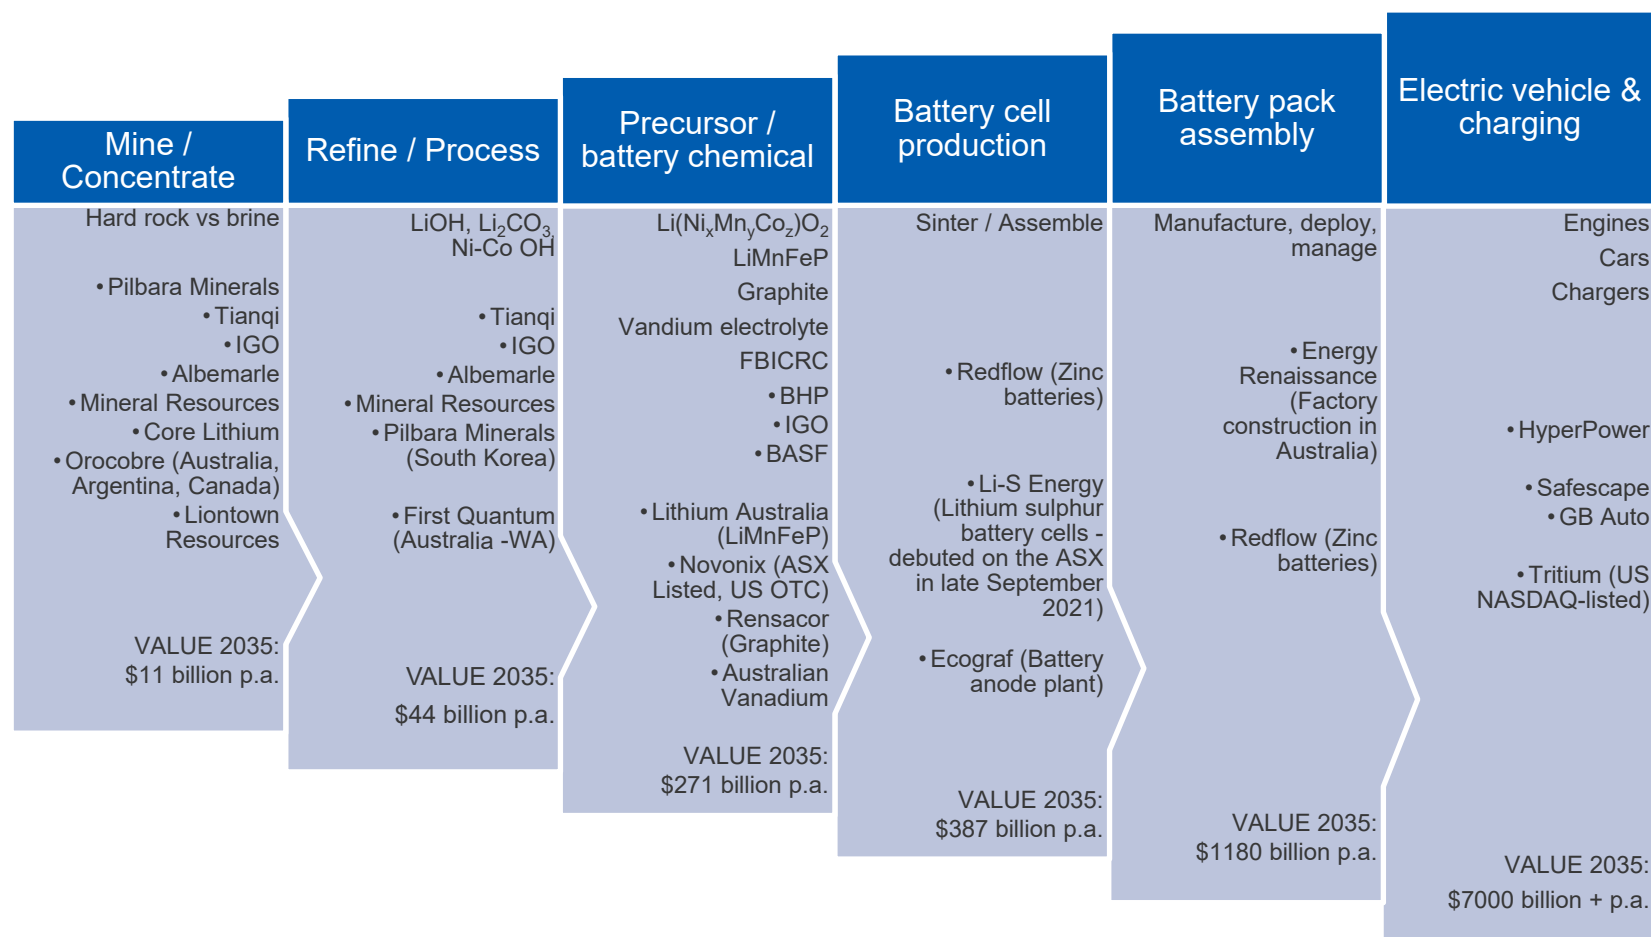 Mine /
Concentrate
Hard rock vs brine
•Pilbara Minerals
•Tianqi
•IGO
•Albemarle
•Mineral Resources
•Core Lithium
•Orocobre (Australia,
Argentina, Canada)
•Liontown
Resources
VALUE 2035:
$11 billion p.a.
Refine / Process
LiOH, Li₂CO₃,
Ni-Co OH
•Tianqi
•IGO
•Albemarle
•Mineral Resources
•Pilbara Minerals
(South Korea)
•First Quantum
(Australia -WA)
VALUE 2035:
$44 billion p.a.
Precursor /
battery chemical
Li(NiₓMnᵧCo_z)O₂
LiMnFeP
Graphite
Vandium electrolyte
FBICRC
•BHP
•IGO
•BASF
•Lithium Australia
(LiMnFeP)
•Novonix (ASX
Listed, US OTC)
•Rensacor
(Graphite)
•Australian
Vanadium
VALUE 2035:
$271 billion p.a.
Battery cell
production
Sinter / Assemble
•Redflow (Zinc
batteries)
•Li-S Energy
(Lithium sulphur
battery cells -
debuted on the ASX
in late September
2021)
•Ecograf (Battery
anode plant)
VALUE 2035:
$387 billion p.a.
Battery pack
assembly
Manufacture, deploy,
manage
•Energy
Renaissance
(Factory
construction in
Australia)
•Redflow (Zinc
batteries)
VALUE 2035:
$1180 billion p.a.
Electric vehicle &
charging
Engines
Cars
Chargers
•HyperPower
•Safescape
•GB Auto
•Tritium (US
NASDAQ-listed)
VALUE 2035:
$7000 billion + p.a.